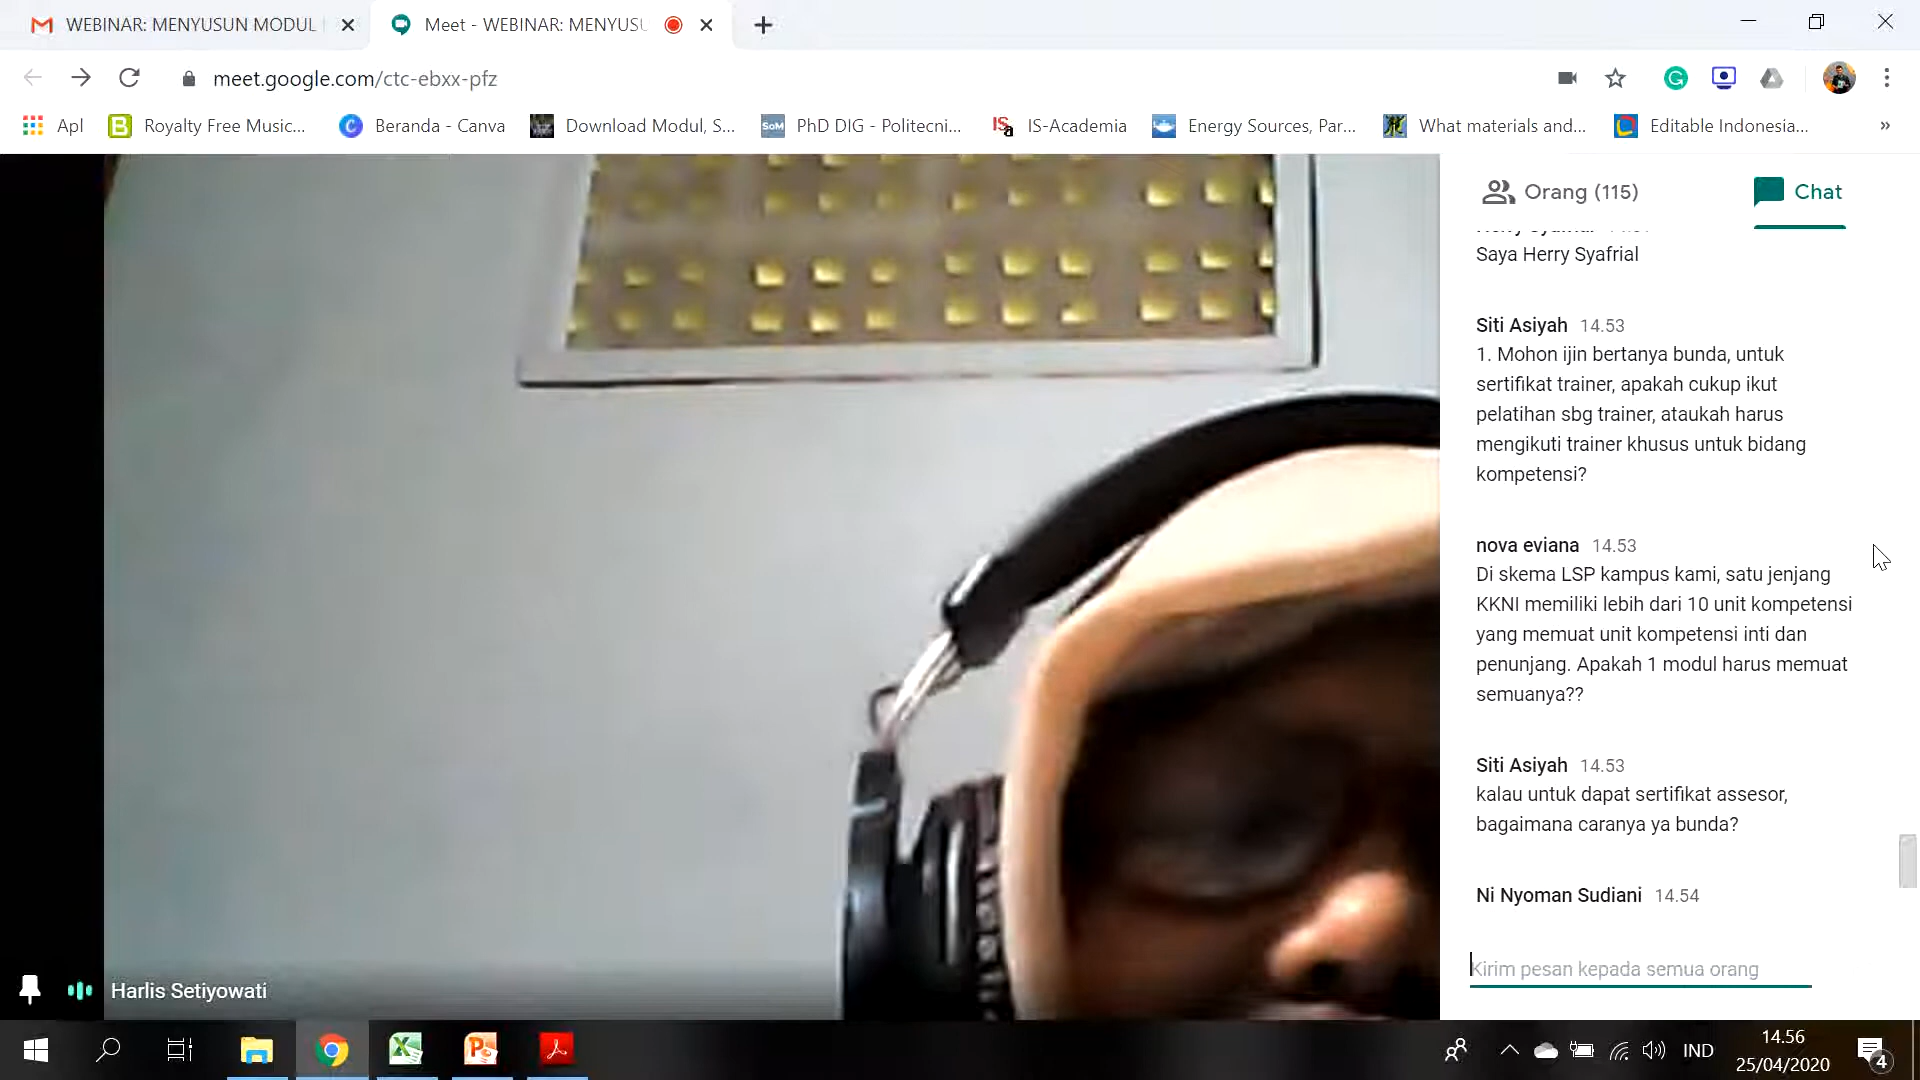 WEBINAR: MENYUSUN MODUL
Meet - WEBINAR: MENYUSU
meet.google.com/ctc-ebxx-pfz
Apl
Royalty Free Music...
Beranda - Canva
Download Modul, S...
SoM
PhD DIG - Politecni...
IS-Academia
Energy Sources, Par...
What materials and...
Editable Indonesia...
»
Orang (115)
Chat
Saya Herry Syafrial
Siti Asiyah 14.53
1. Mohon ijin bertanya bunda, untuk
sertifikat trainer, apakah cukup ikut
pelatihan sbg trainer, ataukah harus
mengikuti trainer khusus untuk bidang
kompetensi?
nova eviana 14.53
Di skema LSP kampus kami, satu jenjang
KKNI memiliki lebih dari 10 unit kompetensi
yang memuat unit kompetensi inti dan
penunjang. Apakah 1 modul harus memuat
semuanya??
Siti Asiyah 14.53
kalau untuk dapat sertifikat assesor,
bagaimana caranya ya bunda?
Ni Nyoman Sudiani 14.54
Kirim pesan kepada semua orang
Harlis Setiyowati
IND
14.56
25/04/2020
4